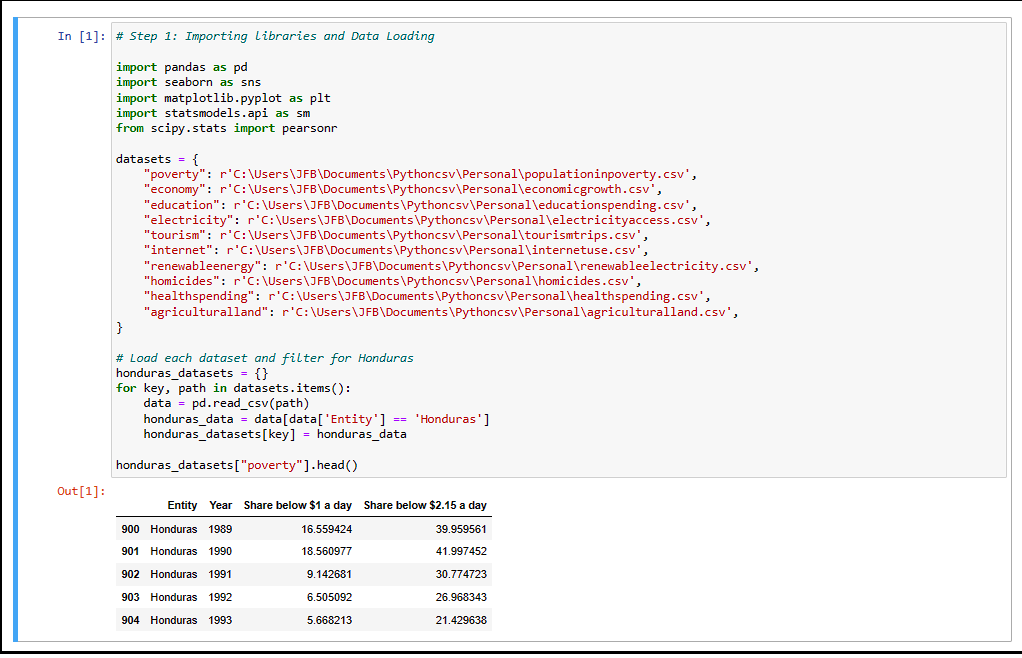 In [1]: # Step 1: Importing libraries and Data Loading
import pandas as pd
import seaborn as sns
import matplotlib.pyplot as plt
import statsmodels.api as sm
from scipy.stats import pearsonr
datasets = {
"poverty": r'C:\Users\JFB\Documents\Pythoncsv\Personal\populationinpoverty.csv',
"economy": r'C:\Users\JFB\Documents\Pythoncsv\Personal\economicgrowth.csv',
"education": r'C:\Users\JFB\Documents\Pythoncsv\Personal\educationspending.csv',
"electricity": r'C:\Users\JFB\Documents\Pythoncsv\Personal\electricityaccess.csv',
"tourism": r'C:\Users\JFB\Documents\Pythoncsv\Personal\tourismtrips.csv',
"internet": r'C:\Users\JFB\Documents\Pythoncsv\Personal\internetuse.csv',
"renewableenergy": r'C:\Users\JFB\Documents\Pythoncsv\Personal\renewableelectricity.csv',
"homicides": r'C:\Users\JFB\Documents\Pythoncsv\Personal\homicides.csv',
"healthspending": r'C:\Users\JFB\Documents\Pythoncsv\Personal\healthspending.csv',
"agriculturalland": r'C:\Users\JFB\Documents\Pythoncsv\Personal\agriculturalland.csv',
}
# Load each dataset and filter for Honduras
honduras_datasets = {}
for key, path in datasets.items():
data = pd.read_csv(path)
honduras_data = data[data['Entity'] == 'Honduras']
honduras_datasets[key] = honduras_data
honduras_datasets["poverty"].head()
Out[1]:
Entity Year Share below $1 a day Share below $2.15 a day
900 Honduras 1989 16.559424 39.959561
901 Honduras 1990 18.560977 41.997452
902 Honduras 1991 9.142681 30.774723
903 Honduras 1992 6.505092 26.968343
904 Honduras 1993 5.668213 21.429638